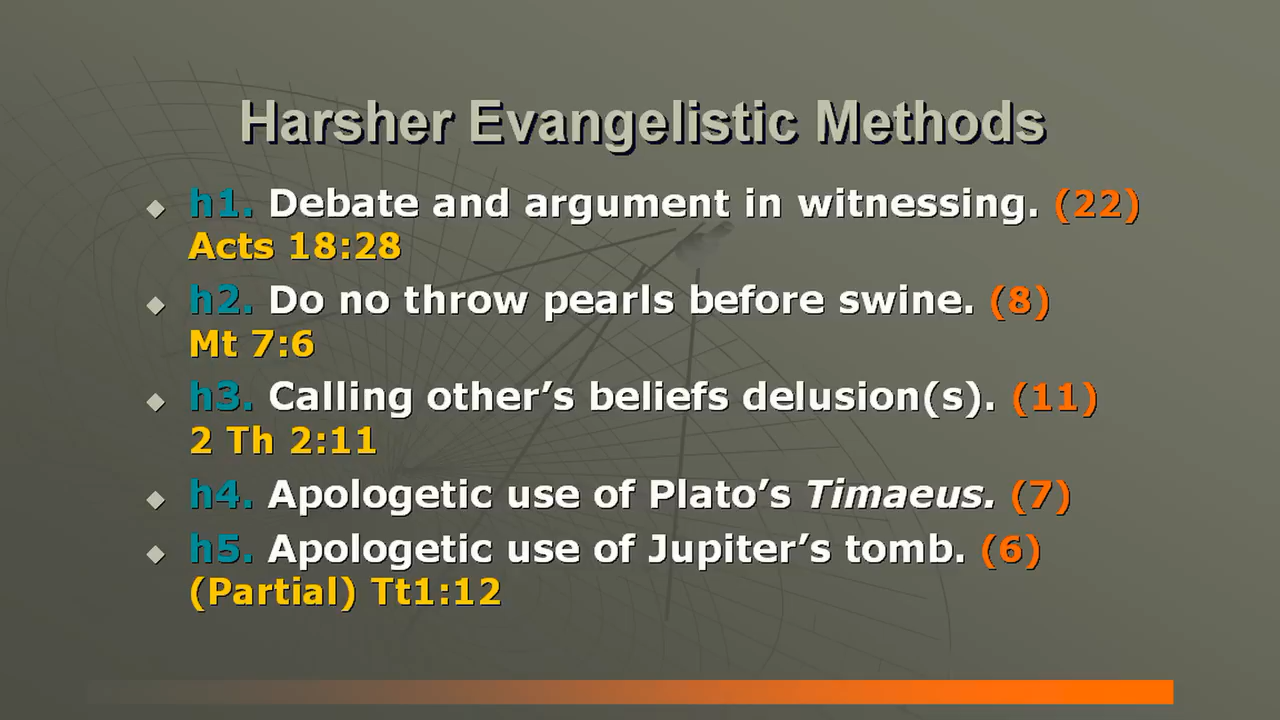 Harsher Evangelistic Methods
h1. Debate and argument in witnessing. (22)
Acts 18:28
h2. Do no throw pearls before swine. (8)
Mt 7:6
h3. Calling other’s beliefs delusion(s). (11)
2 Th 2:11
h4. Apologetic use of Plato’s Timaeus. (7)
h5. Apologetic use of Jupiter’s tomb. (6)
(Partial) Tt1:12